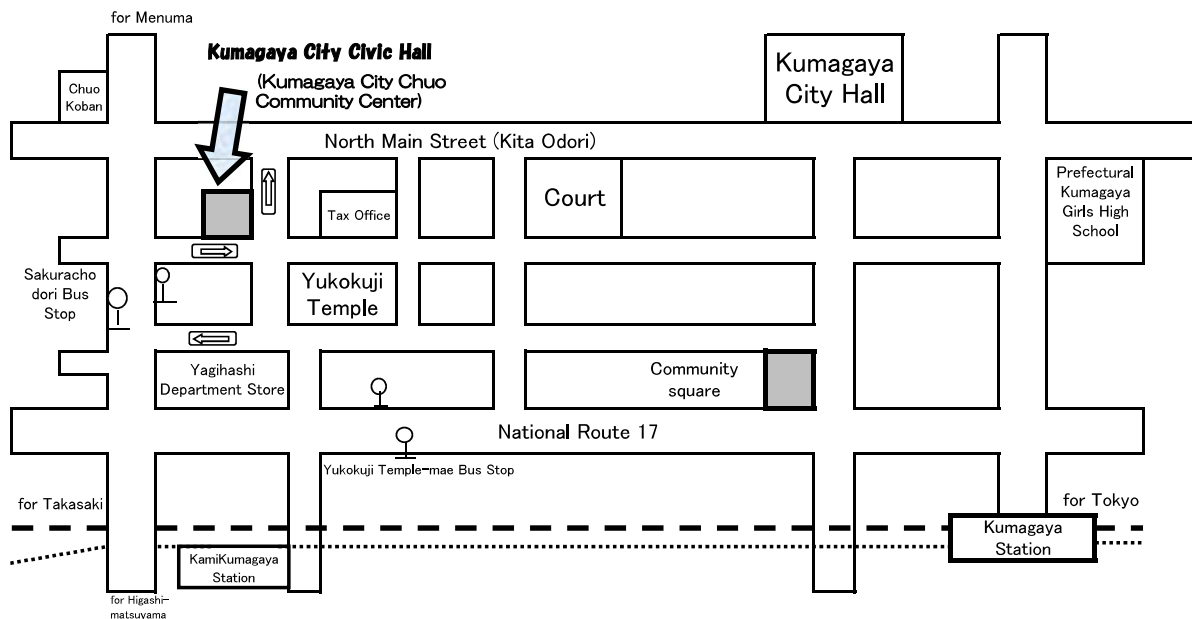 for Menuma
Kumagaya City Civic Hall
(Kumagaya City Chuo
Community Center)
Kumagaya
City Hall
Chuo
Koban
North Main Street (Kita Odori)
Prefectural
Kumagaya
Girls High
School
Court
Tax Office
Sakuracho
dori Bus
Stop
Yukokuji
Temple
Yagihashi
Department Store
Community
square
National Route 17
Yukokuji Temple-mae Bus Stop
for Takasaki
for Tokyo
Kumagaya
Station
KamiKumagaya
Station
for Higashi-
matsuyama